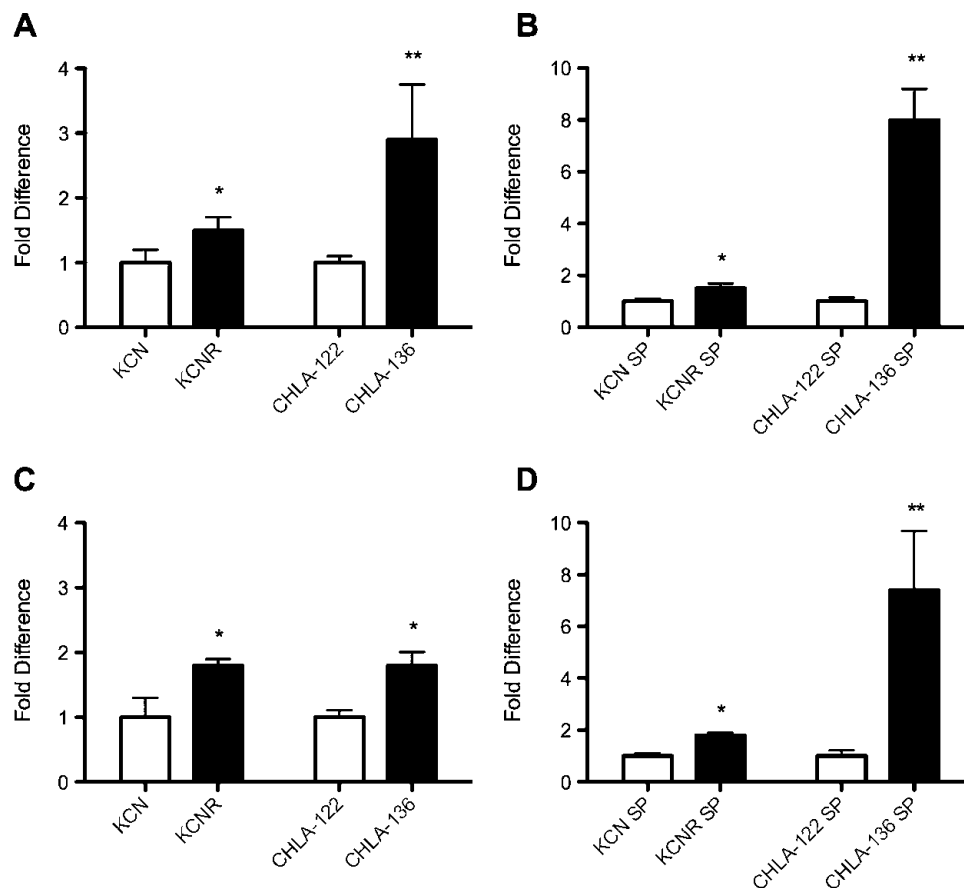 A
Fold Difference
4
3
2
1
0
*
**
KCN
KCNR
CHLA-122
CHLA-136
B
Fold Difference
10
8
6
4
2
0
*
**
KCN SP
KCNR SP
CHLA-122 SP
CHLA-136 SP
C
Fold Difference
4
3
2
1
0
*
*
KCN
KCNR
CHLA-122
CHLA-136
D
Fold Difference
10
8
6
4
2
0
*
**
KCN SP
KCNR SP
CHLA-122 SP
CHLA-136 SP